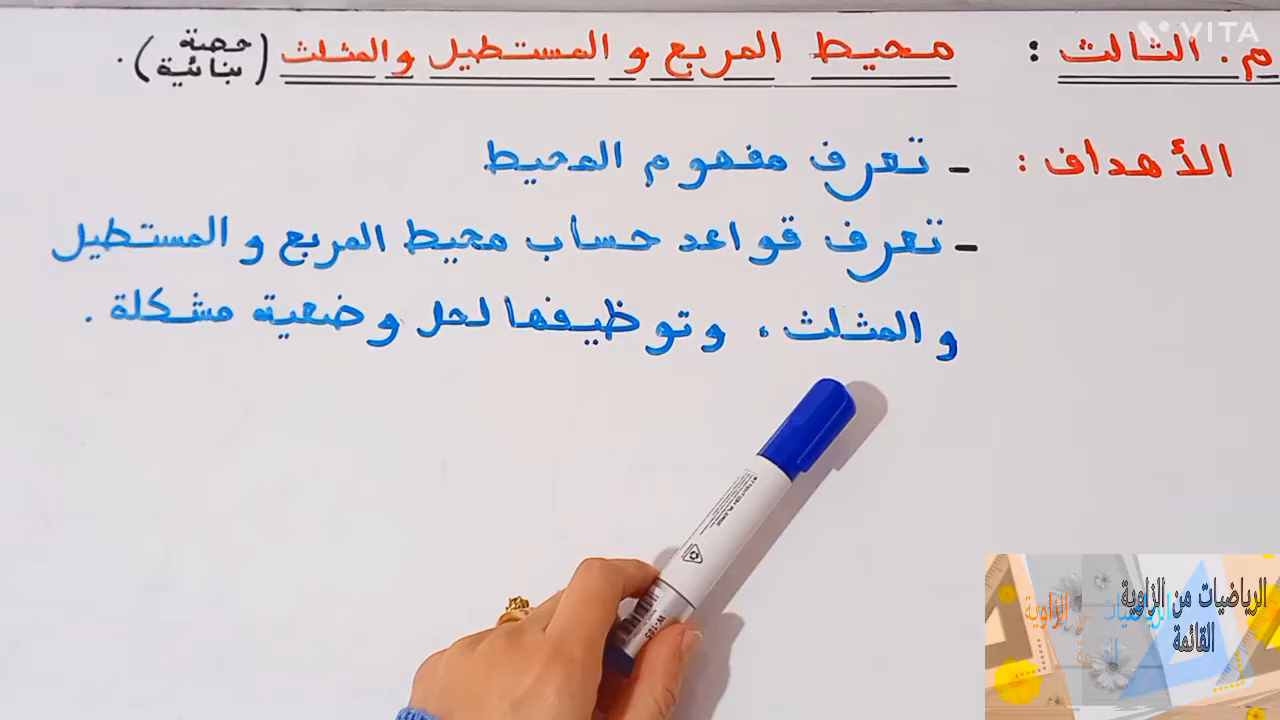 م. الثالث : محيط المربع و المستطيل والمثلث (حصة بنائية).
الأهداف : - تعرف مفهوم المحيط
- تعرف قواعد حساب محيط المربع و المستطيل
و المثلث، وتوظيفها لحل وضعية مشكلة.
VITA
الرياضيات من الزاوية
القائمة